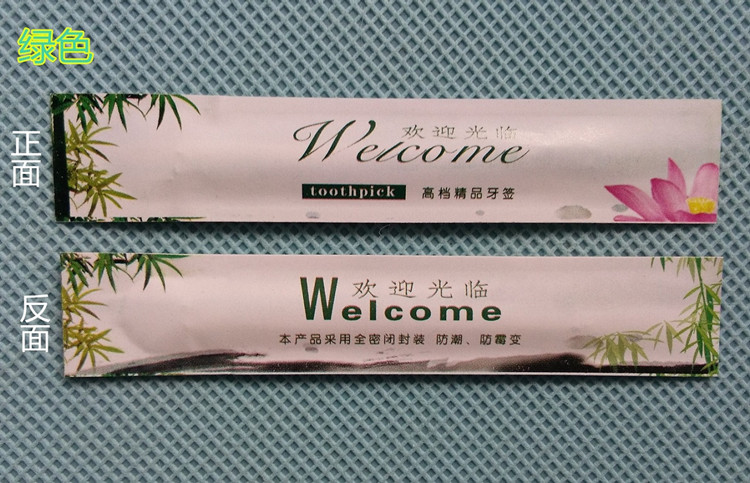 绿色
正面
欢迎光临
Welcome
toothpick 高档精品牙签
反面
欢迎光临
Welcome
本产品采用全密闭封装 防潮、防霉变